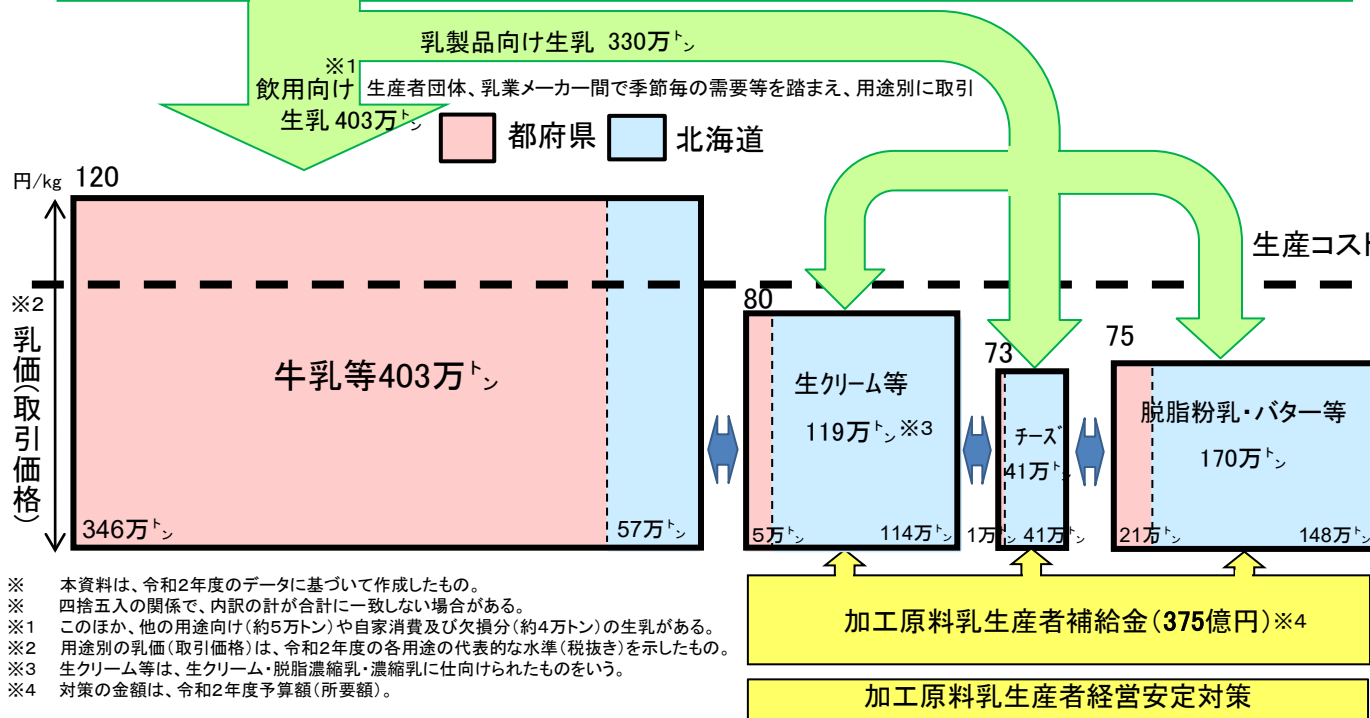 乳製品向け生乳 330万㌧
※1
飲用向け
生乳 403万㌧
生産者団体、乳業メーカー間で季節毎の需要等を踏まえ、用途別に取引
都府県
北海道
円/kg
120
生産コスト
※2
乳価(取引価格)
牛乳等403万㌧
346万㌧
57万㌧
80
生クリーム等
119万㌧※3
5万㌧
114万㌧
73
チーズ
41万㌧
1万㌧
41万㌧
75
脱脂粉乳・バター等
170万㌧
21万㌧
148万㌧
加工原料乳生産者補給金(375億円)※4
加工原料乳生産者経営安定対策
※ 本資料は、令和2年度のデータに基づいて作成したもの。
※ 四捨五入の関係で、内訳の計が合計に一致しない場合がある。
※1 このほか、他の用途向け(約5万トン)や自家消費及び欠損分(約4万トン)の生乳がある。
※2 用途別の乳価(取引価格)は、令和2年度の各用途の代表的な水準(税抜き)を示したもの。
※3 生クリーム等は、生クリーム・脱脂濃縮乳・濃縮乳に仕向けられたものをいう。
※4 対策の金額は、令和2年度予算額(所要額)。